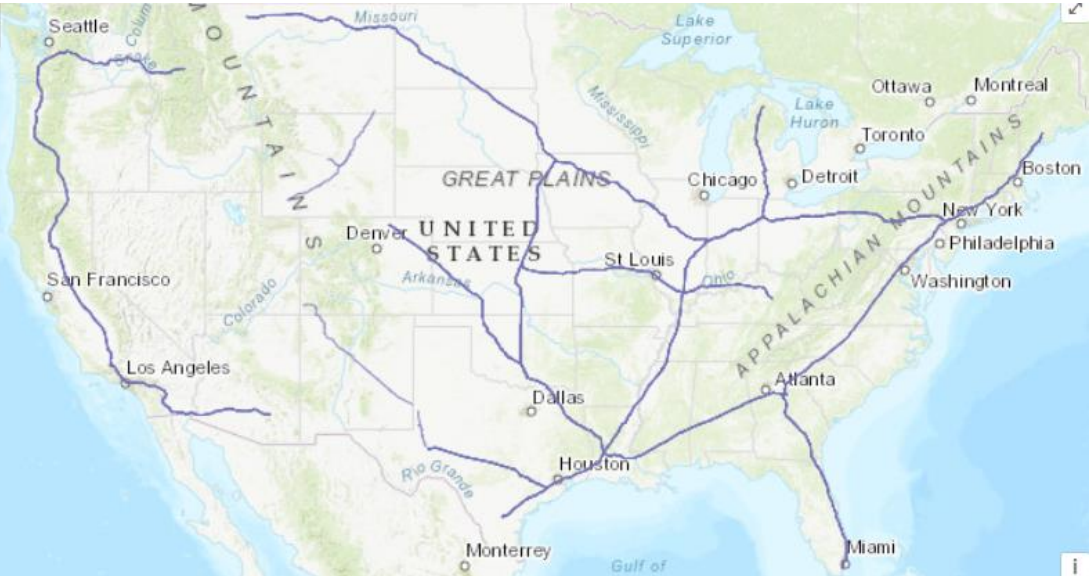 Missouri
Lake
Superior
Seattle
Colum
Snake
MOUNTAINS
Ottawa
Montreal
Lake
Huron
Mississippi
Toronto
Boston
GREAT PLAINS
Chicago
Detroit
New York
Denver
UNITED
STATES
St Louis
Philadelphia
APPALACHIAN MOUNTAINS
San Francisco
Arkansas
Ohio
Washington
Colorado
Los Angeles
Atlanta
Dallas
Houston
Rio Grande
Monterrey
Miami
Gulf of
i